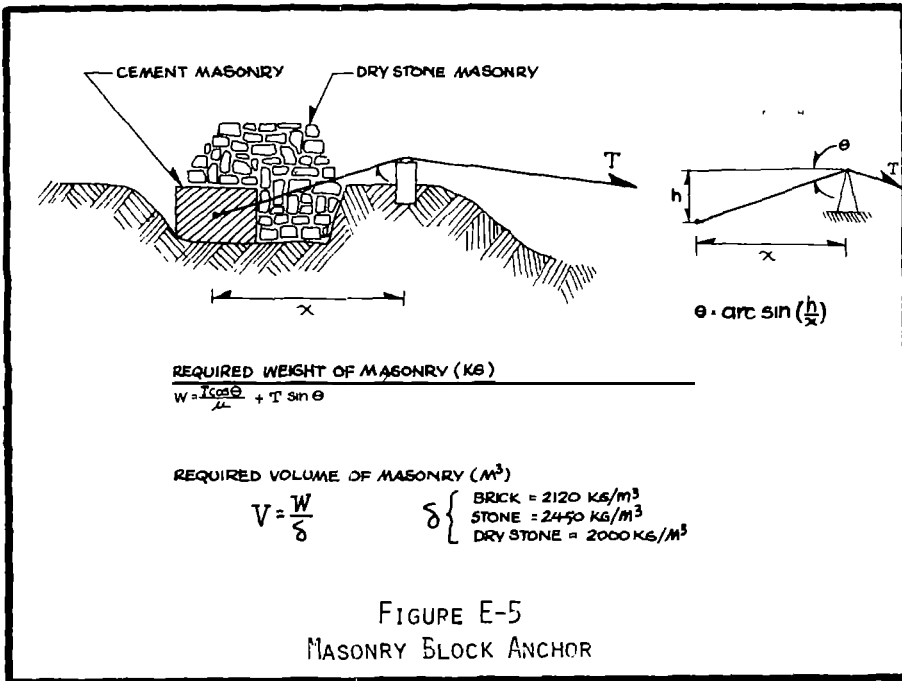 CEMENT MASONRY
DRY STONE MASONRY
T
θ
T
h
x
x
θ = arc sin (h/x)
REQUIRED WEIGHT OF MASONRY (KG)
W = Tcosθ/μ + T sin θ
REQUIRED VOLUME OF MASONRY (M³)
V = W/δ
δ { BRICK = 2120 KG/m³
STONE = 2450 KG/m³
DRY STONE = 2000 KG/M³
FIGURE E-5
MASONRY BLOCK ANCHOR